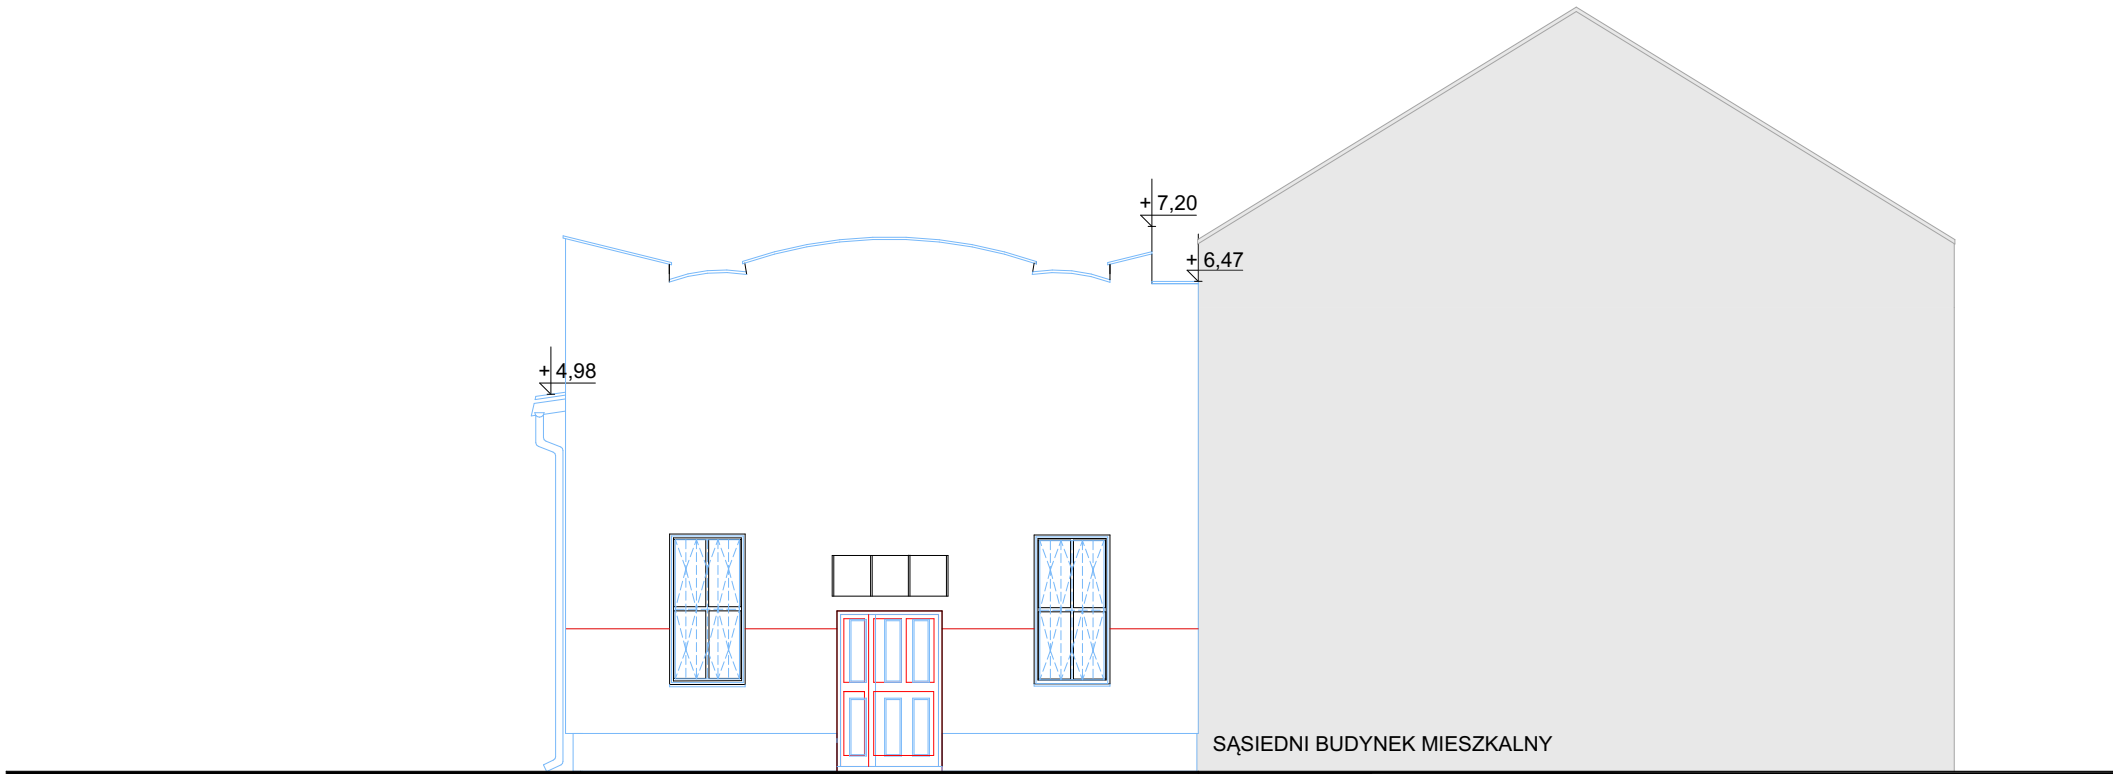 + 7,20
+ 6,47
+ 4,98
SĄSIEDNI BUDYNEK MIESZKALNY